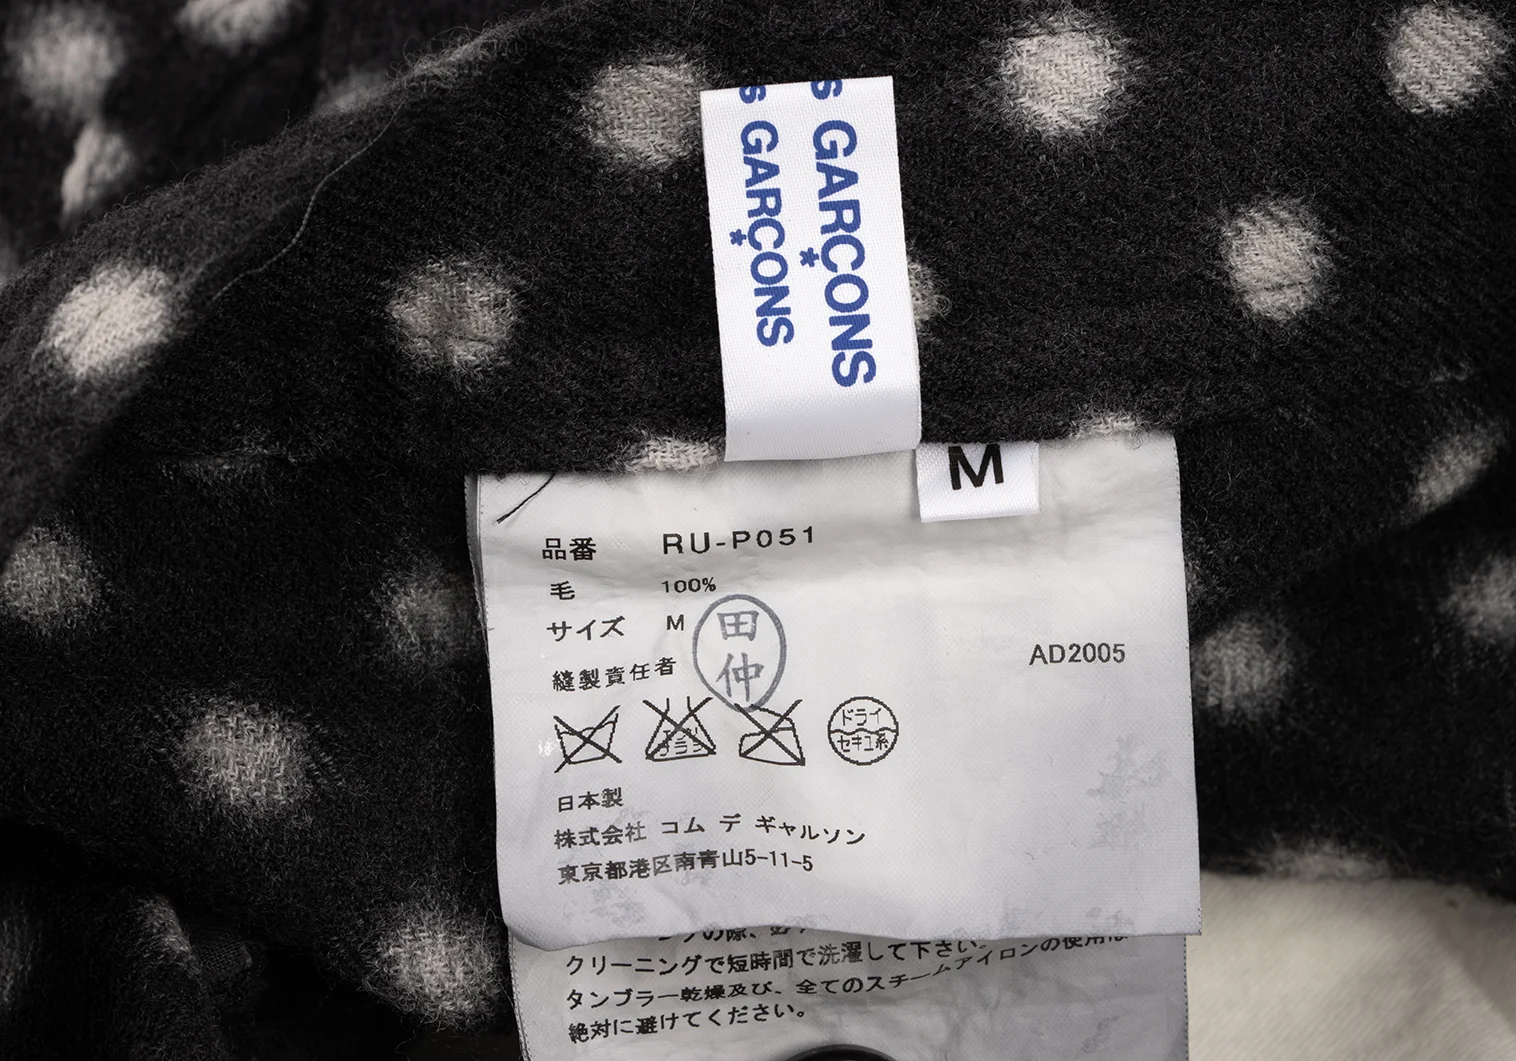 S GARÇONS
S GARÇONS
M
品番 RU-P051
毛 100%
サイズ M
田仲
縫製責任者
AD2005
ドライ
セキユ系
日本製
株式会社 コム デ ギャルソン
東京都港区南青山5-11-5
ングの際、必
クリーニングで短時間で洗濯して下さい。
タンブラー乾燥及び、全てのスチームアイロンの使用は
絶対に避けてください。